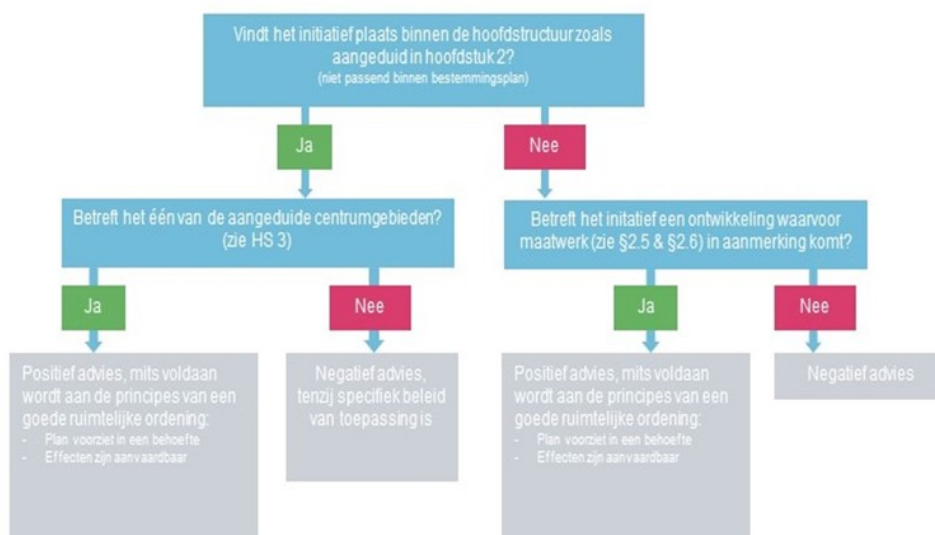 Vindt het initiatief plaats binnen de hoofdstructuur zoals
aangeduid in hoofdstuk 2?
(niet passend binnen bestemmingsplan)
Ja
Nee
Betreft het één van de aangeduide centrumgebieden?
(zie HS 3)
Betreft het initatief een ontwikkeling waarvoor
maatwerk (zie §2.5 & §2.6) in aanmerking komt?
Ja
Nee
Ja
Nee
Positief advies, mits voldaan
wordt aan de principes van een
goede ruimtelijke ordening:
- Plan voorziet in een behoefte
- Effecten zijn aanvaardbaar
Negatief advies,
tenzij specifiek beleid
van toepassing is
Positief advies, mits voldaan
wordt aan de principes van een
goede ruimtelijke ordening:
- Plan voorziet in een behoefte
- Effecten zijn aanvaardbaar
Negatief advies